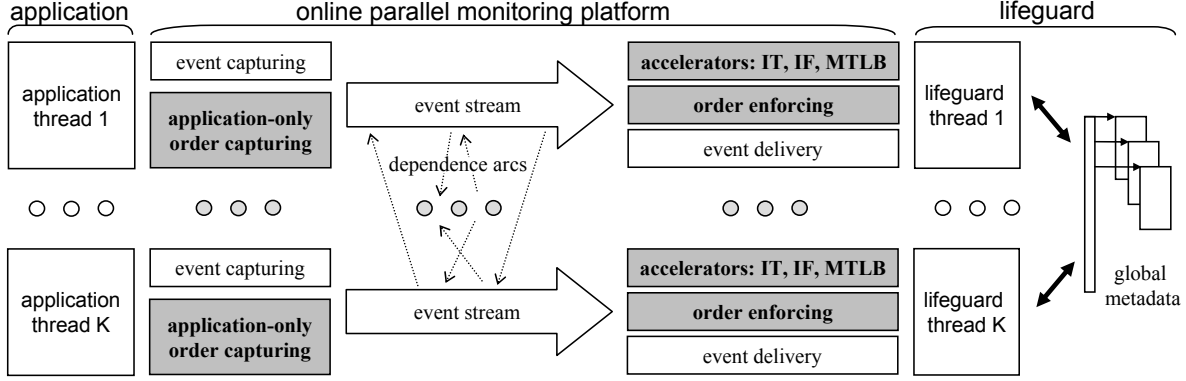 application
online parallel monitoring platform
lifeguard
application
thread 1
event capturing
application-only
order capturing
event stream
accelerators: IT, IF, MTLB
order enforcing
event delivery
lifeguard
thread 1
dependence arcs
application
thread K
event capturing
application-only
order capturing
event stream
accelerators: IT, IF, MTLB
order enforcing
event delivery
lifeguard
thread K
global
metadata